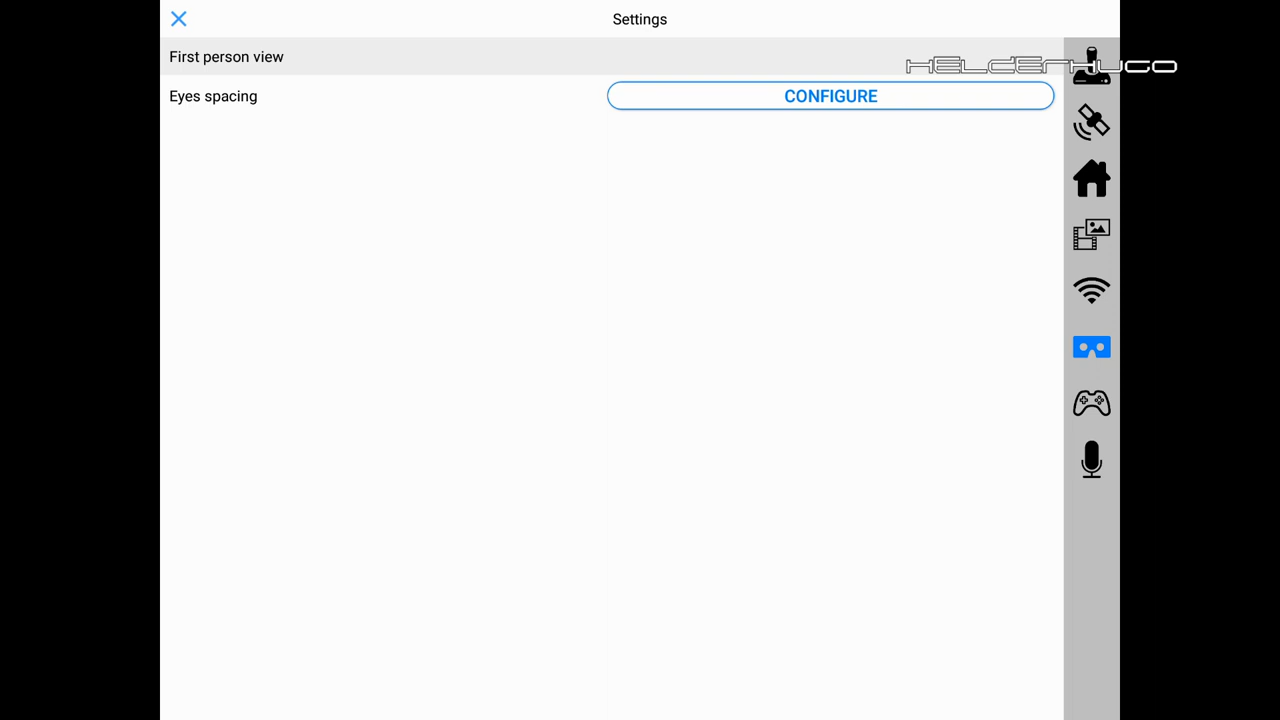 Settings
First person view
HELDERHUGO
Eyes spacing
CONFIGURE